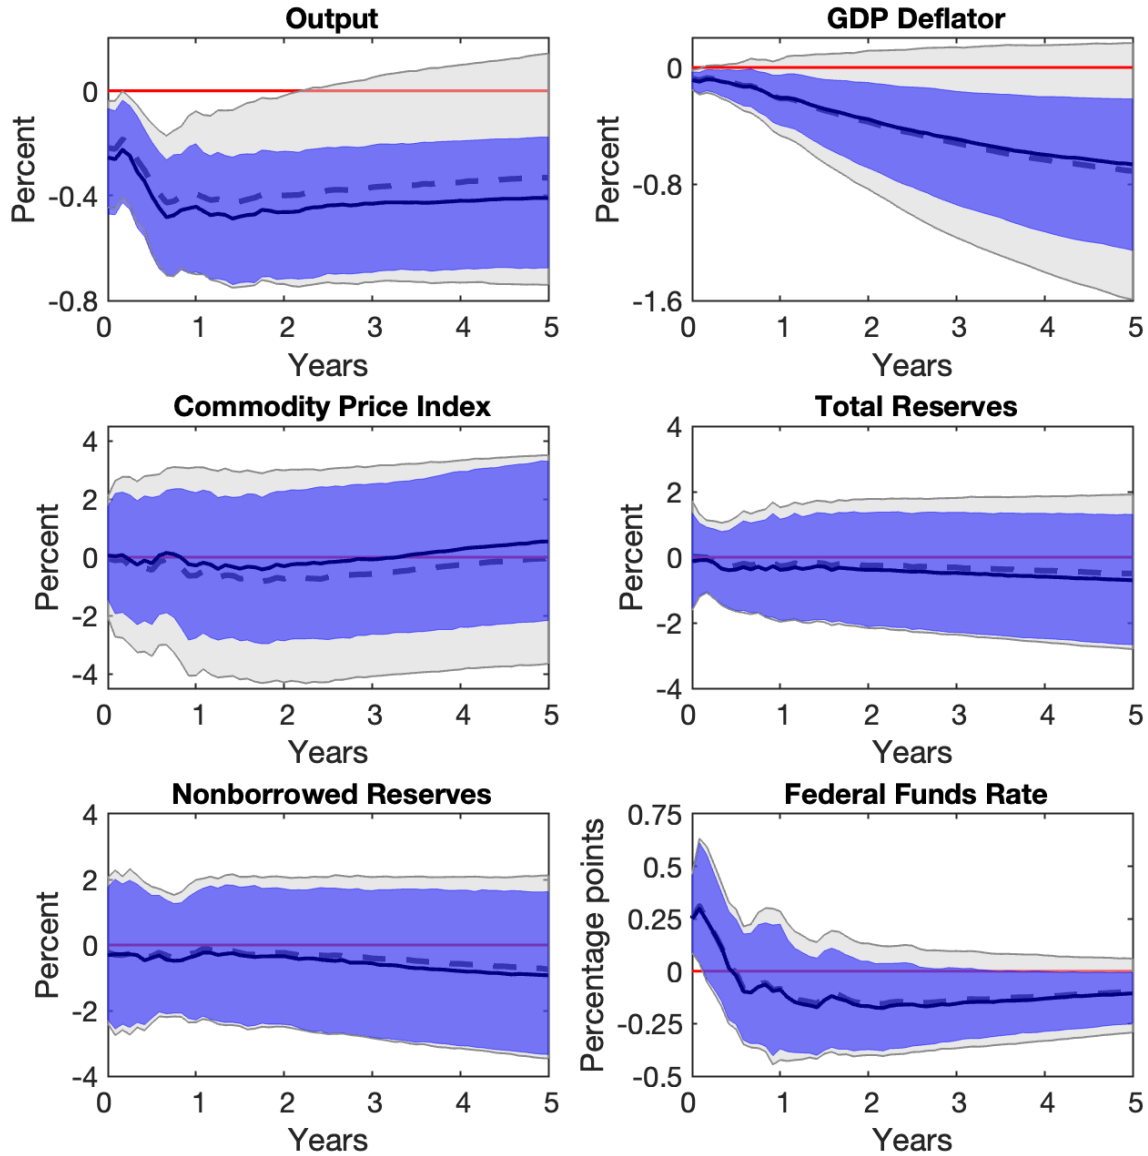 Output
GDP Deflator
Percent
0
-0.4
-0.8
0 1 2 3 4 5
Years
Percent
0
-0.8
-1.6
0 1 2 3 4 5
Years
Commodity Price Index
Total Reserves
Percent
4
2
0
-2
-4
0 1 2 3 4 5
Years
Percent
4
2
0
-2
-4
0 1 2 3 4 5
Years
Nonborrowed Reserves
Federal Funds Rate
Percent
4
2
0
-2
-4
0 1 2 3 4 5
Years
Percentage points
0.75
0.5
0.25
0
-0.25
-0.5
0 1 2 3 4 5
Years